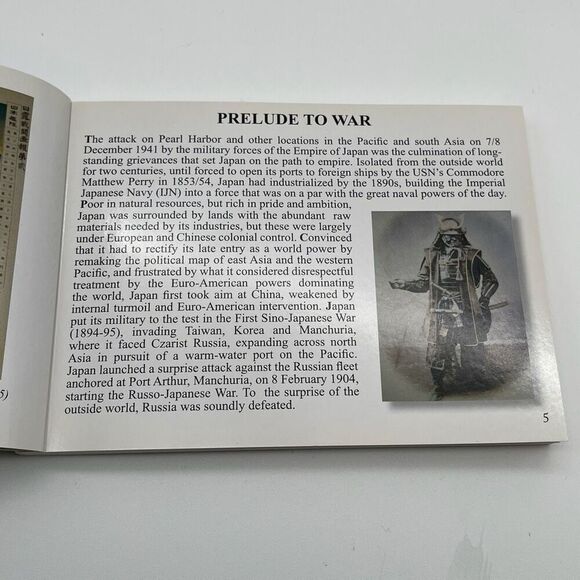 PRELUDE TO WAR
The attack on Pearl Harbor and other locations in the Pacific and south Asia on 7/8
December 1941 by the military forces of the Empire of Japan was the culmination of long-
standing grievances that set Japan on the path to empire. Isolated from the outside world
for two centuries, until forced to open its ports to foreign ships by the USN's Commodore
Matthew Perry in 1853/54, Japan had industrialized by the 1890s, building the Imperial
Japanese Navy (IJN) into a force that was on a par with the great naval powers of the day.
Poor in natural resources, but rich in pride and ambition,
Japan was surrounded by lands with the abundant raw
materials needed by its industries, but these were largely
under European and Chinese colonial control. Convinced
that it had to rectify its late entry as a world power by
remaking the political map of east Asia and the western
Pacific, and frustrated by what it considered disrespectful
treatment by the Euro-American powers dominating
the world, Japan first took aim at China, weakened by
internal turmoil and Euro-American intervention. Japan
put its military to the test in the First Sino-Japanese War
(1894-95), invading Taiwan, Korea and Manchuria,
where it faced Czarist Russia, expanding across north
Asia in pursuit of a warm-water port on the Pacific.
Japan launched a surprise attack against the Russian fleet
anchored at Port Arthur, Manchuria, on 8 February 1904,
starting the Russo-Japanese War. To the surprise of the
outside world, Russia was soundly defeated.
5
5)